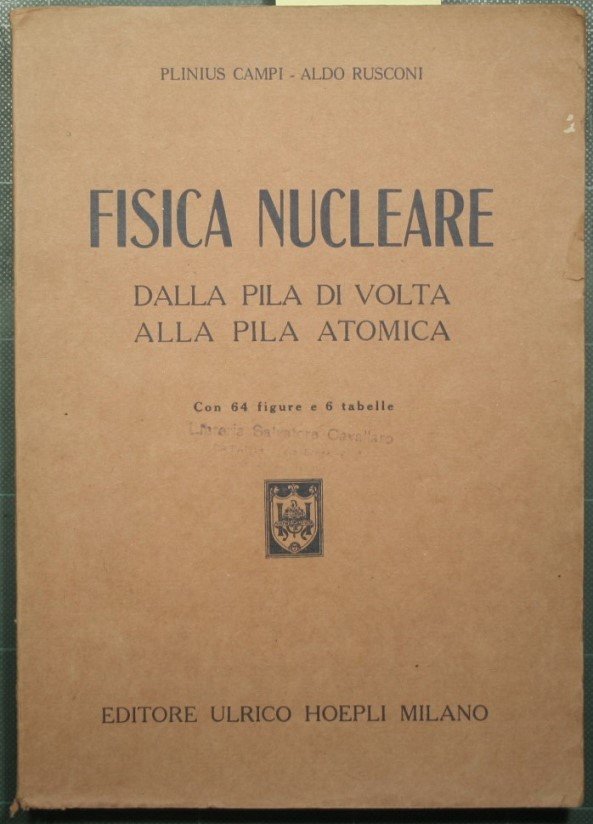 PLINIUS CAMPI - ALDO RUSCONI
FISICA NUCLEARE
DALLA PILA DI VOLTA
ALLA PILA ATOMICA
Con 64 figure e 6 tabelle
Libreria Salvatore Cavallaro
EDITORE ULRICO HOEPLI MILANO